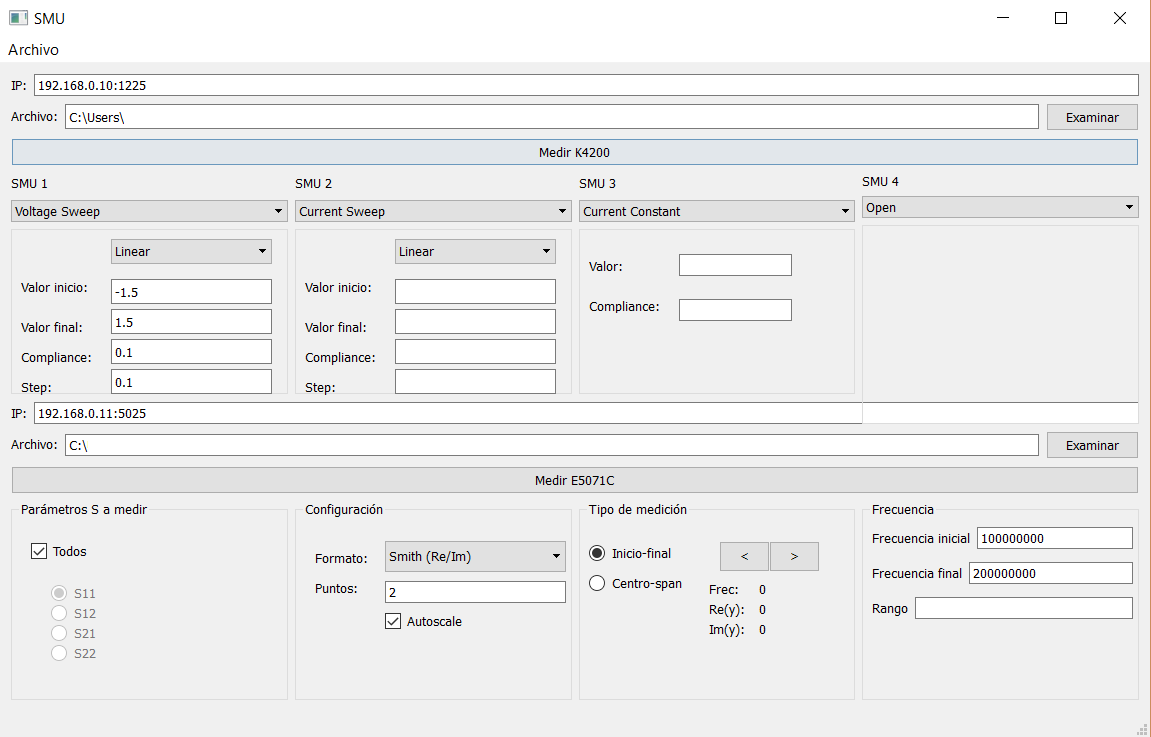 SMU
Archivo
IP: 192.168.0.10:1225
Archivo: C:\Users\ Examinar
Medir K4200
SMU 1 SMU 2 SMU 3 SMU 4
Voltage Sweep Current Sweep Current Constant Open
Linear Linear
Valor: 
Valor inicio: -1.5 Valor inicio:
Compliance:
Valor final: 1.5 Valor final:
Compliance: 0.1 Compliance:
Step: 0.1 Step:
IP: 192.168.0.11:5025
Archivo: C:\ Examinar
Medir E5071C
Parámetros S a medir Configuración Tipo de medición Frecuencia
Todos
S11
S12
S21
S22
Formato: Smith (Re/Im)
Puntos: 2
Autoscale
Inicio-final < >
Centro-span
Frec: 0
Re(y): 0
Im(y): 0
Frecuencia inicial 100000000
Frecuencia final 200000000
Rango